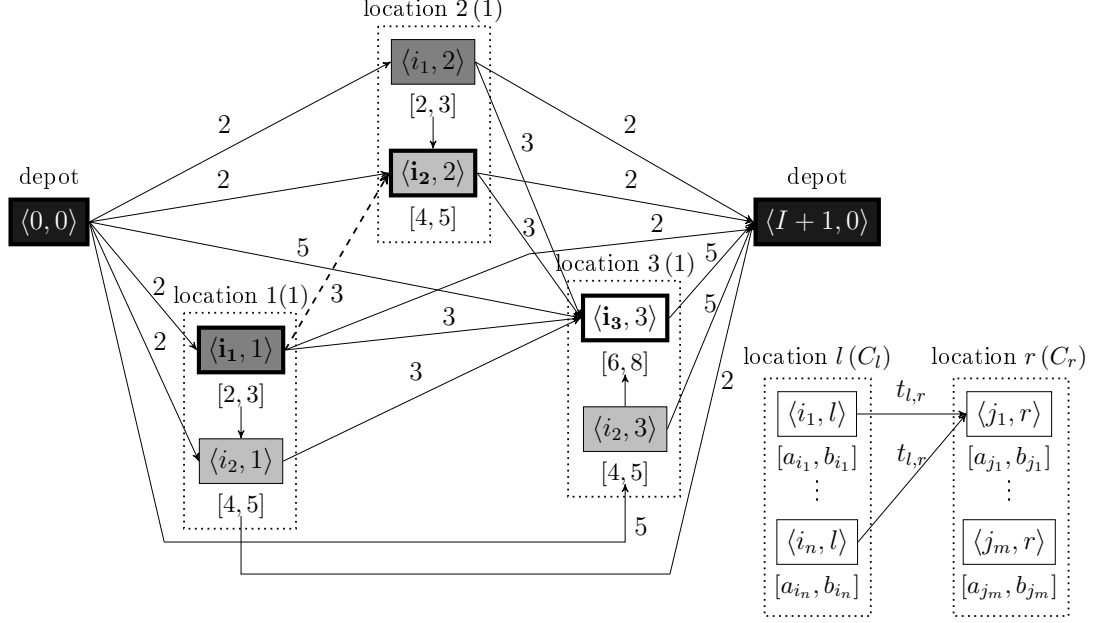 location 2 (1)
⟨i₁, 2⟩
[2, 3]
⟨i₂, 2⟩
[4, 5]
depot
⟨0, 0⟩
depot
⟨I + 1, 0⟩
2
2
5
2
2
3
3
2
2
3
3
3
2
5
5
2
5
location 1(1)
⟨i₁, 1⟩
[2, 3]
⟨i₂, 1⟩
[4, 5]
location 3 (1)
⟨i₃, 3⟩
[6, 8]
⟨i₂, 3⟩
[4, 5]
location l (C_l)
⟨i₁, l⟩
[a_{i₁}, b_{i₁}]
⋮
⟨i_n, l⟩
[a_{i_n}, b_{i_n}]
t_{l,r}
t_{l,r}
location r (C_r)
⟨j₁, r⟩
[a_{j₁}, b_{j₁}]
⋮
⟨j_m, r⟩
[a_{j_m}, b_{j_m}]